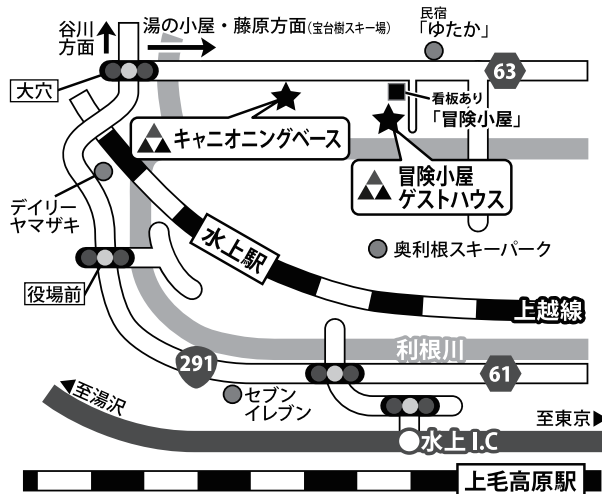 谷川
方面
湯の小屋・藤原方面(宝台樹スキー場)
民宿
「ゆたか」
大穴
63
看板あり
「冒険小屋」
キャニオニングベース
冒険小屋
ゲストハウス
デイリー
ヤマザキ
水上駅
奥利根スキーパーク
役場前
上越線
利根川
291
61
至湯沢
セブン
イレブン
至東京
水上I.C
上毛高原駅